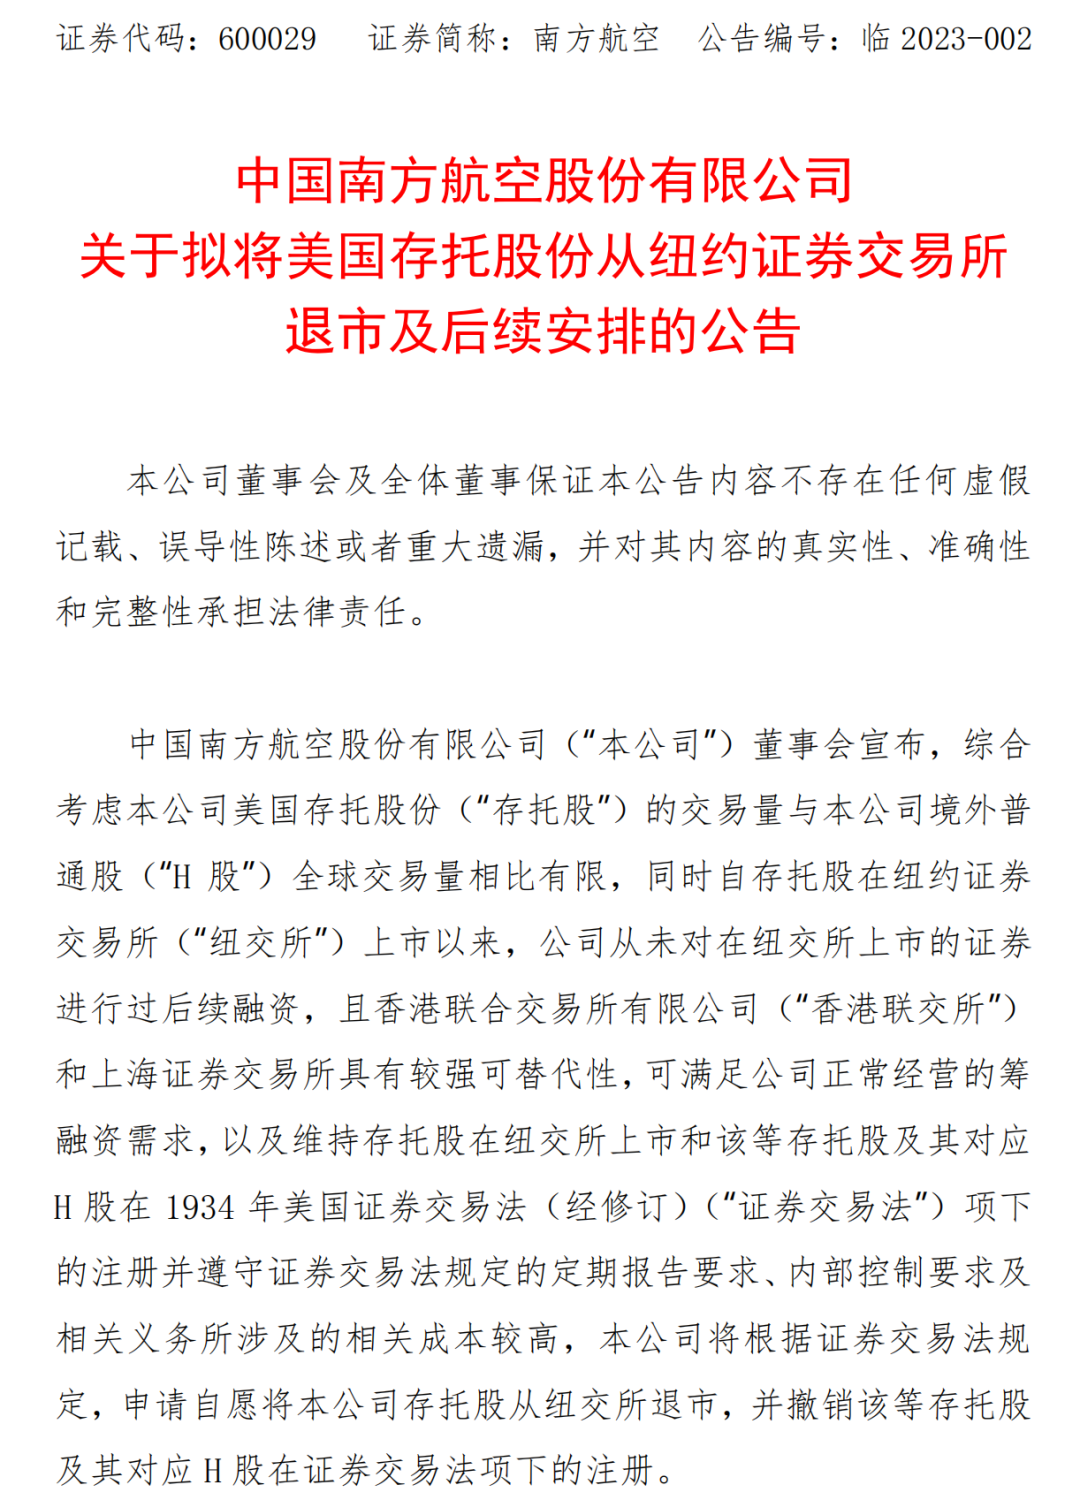 证券代码：600029 证券简称：南方航空 公告编号：临 2023-002
中国南方航空股份有限公司
关于拟将美国存托股份从纽约证券交易所
退市及后续安排的公告
本公司董事会及全体董事保证本公告内容不存在任何虚假
记载、误导性陈述或者重大遗漏，并对其内容的真实性、准确性
和完整性承担法律责任。
中国南方航空股份有限公司（"本公司"）董事会宣布，综合
考虑本公司美国存托股份（"存托股"）的交易量与本公司境外普
通股（"H 股"）全球交易量相比有限，同时自存托股在纽约证券
交易所（"纽交所"）上市以来，公司从未对在纽交所上市的证券
进行过后续融资，且香港联合交易所有限公司（"香港联交所"）
和上海证券交易所具有较强可替代性，可满足公司正常经营的筹
融资需求，以及维持存托股在纽交所上市和该等存托股及其对应
H 股在 1934 年美国证券交易法（经修订）（"证券交易法"）项下
的注册并遵守证券交易法规定的定期报告要求、内部控制要求及
相关义务所涉及的相关成本较高，本公司将根据证券交易法规
定，申请自愿将本公司存托股从纽交所退市，并撤销该等存托股
及其对应 H 股在证券交易法项下的注册。